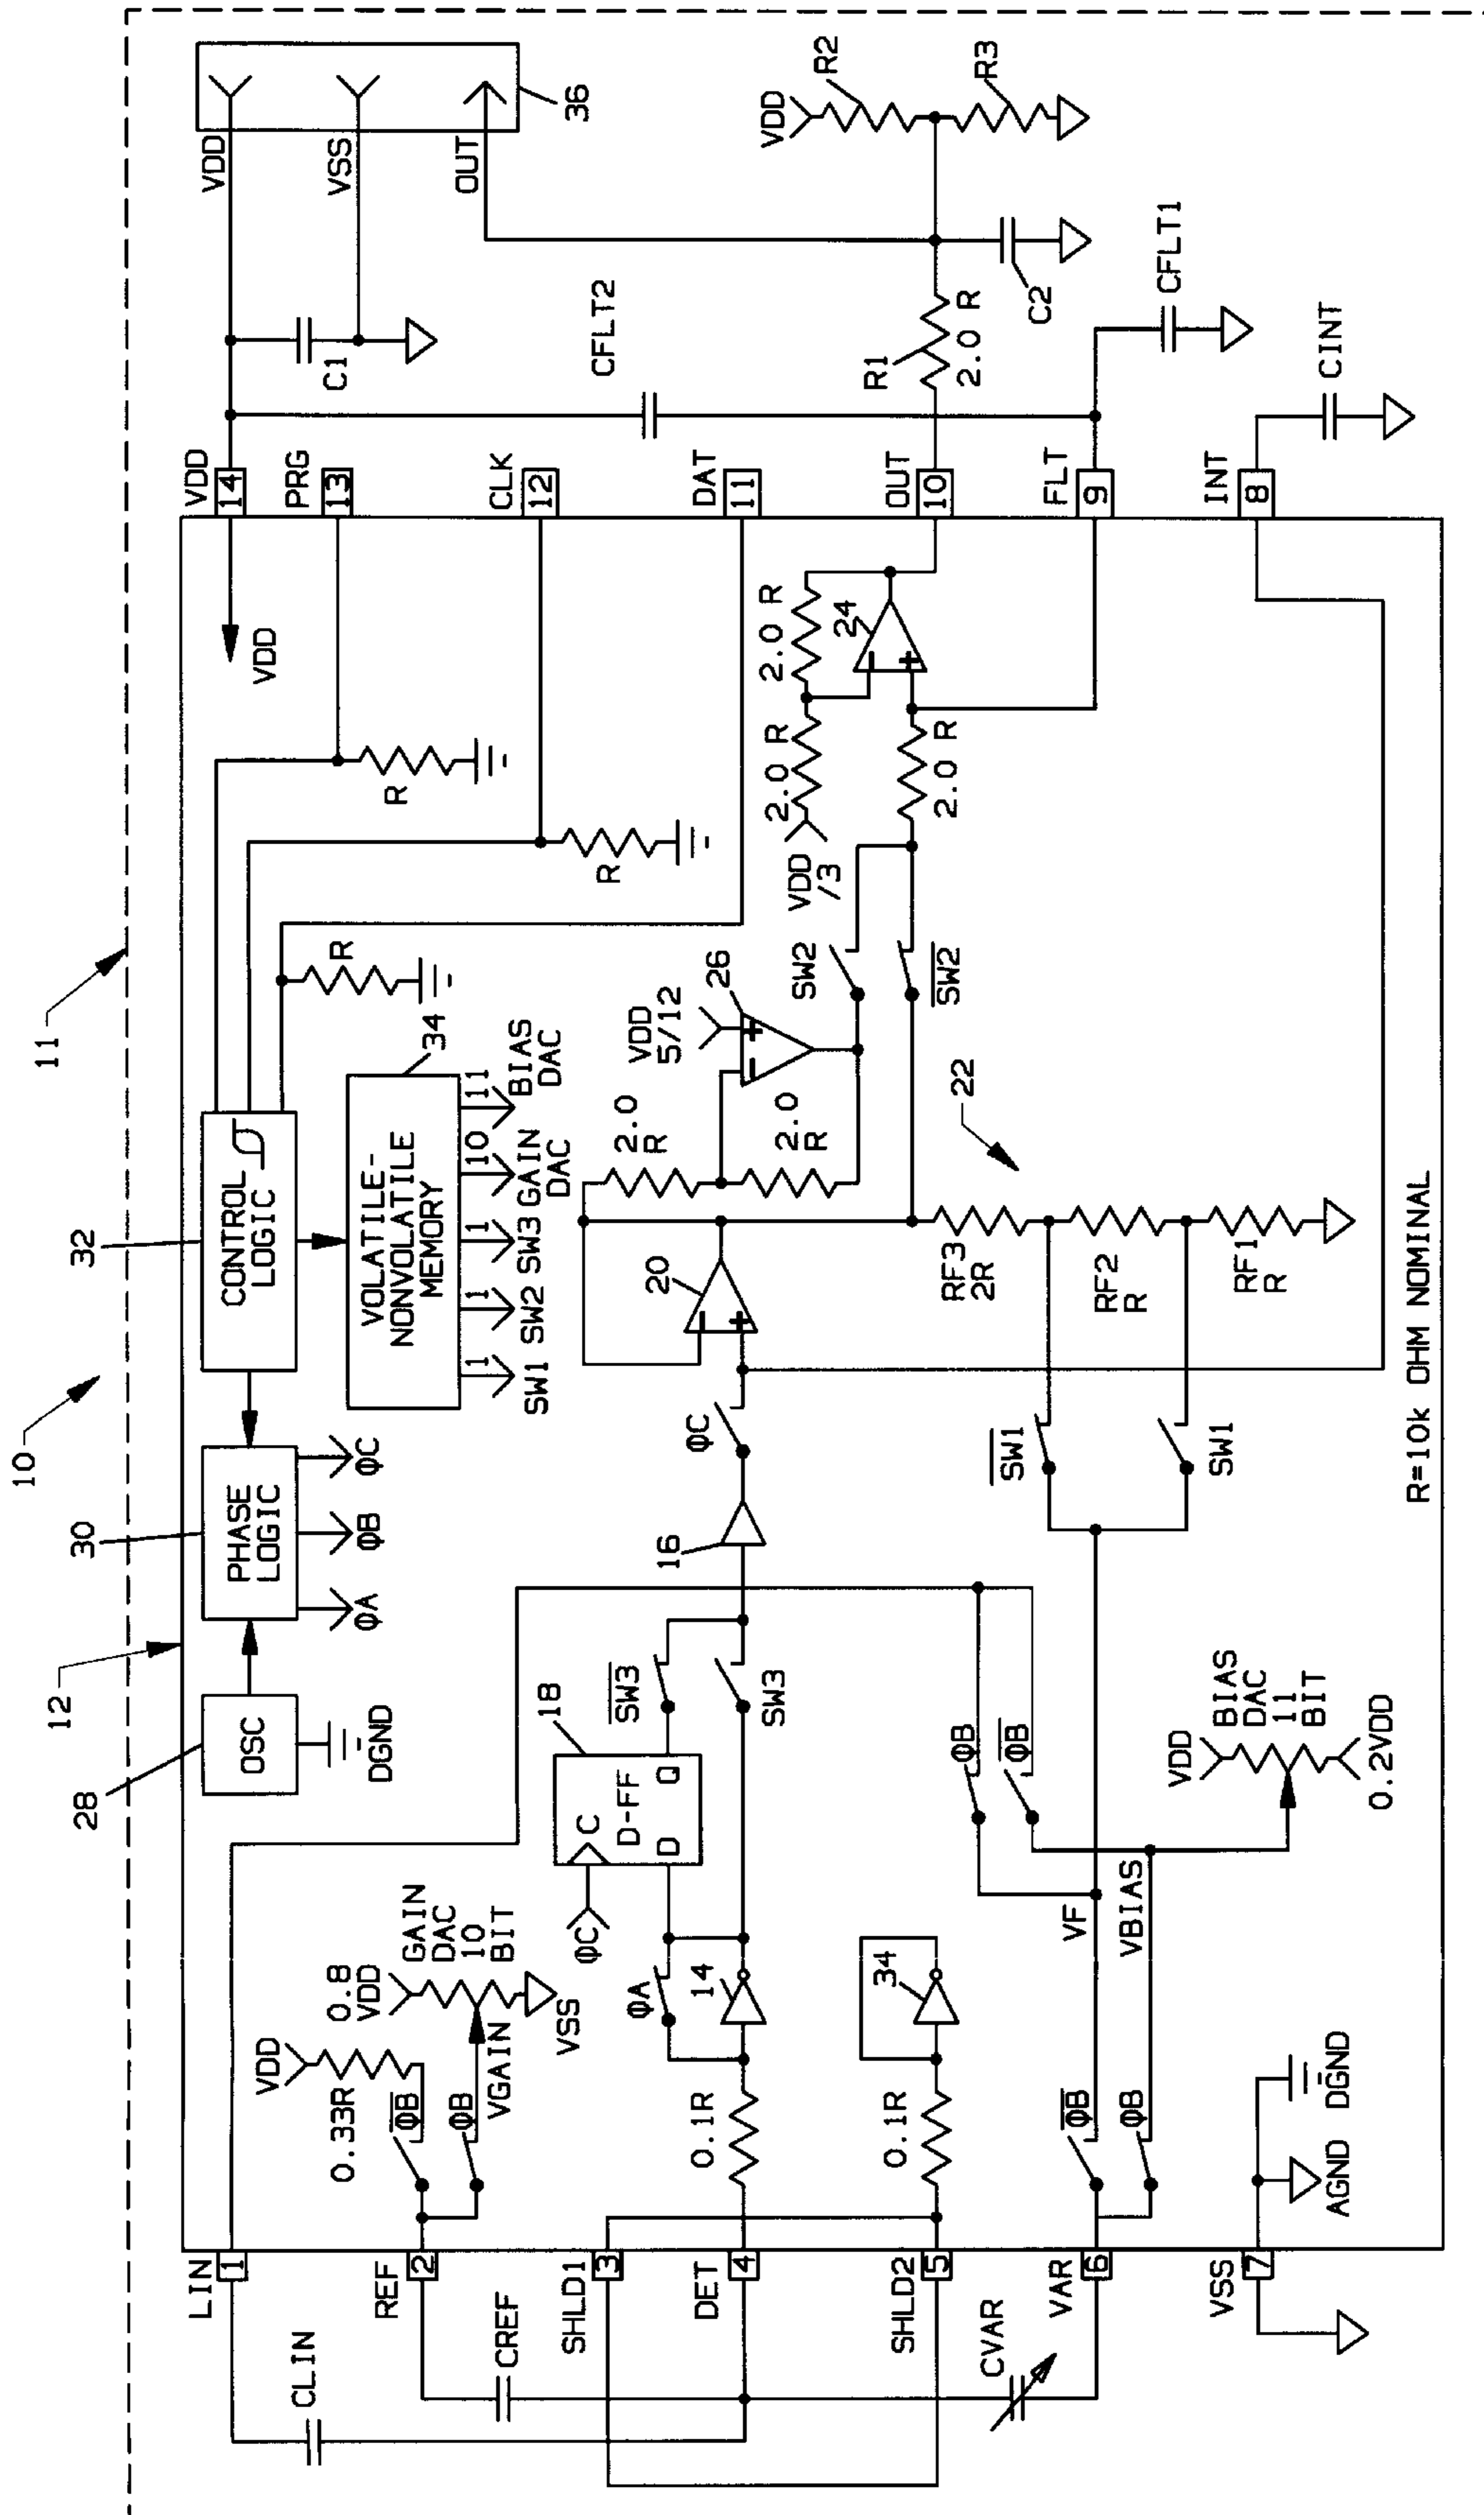 10
11
12
28
OSC
DGND
30
PHASE
LOGIC
ΦA
ΦB
ΦC
32
CONTROL
LOGIC
34
VOLATILE-
NONVOLATILE
MEMORY
1
SW1
1
SW2
1
SW3
10
GAIN
DAC
11
BIAS
DAC
R
R
R
VDD
VDD
14
PRG
13
CLK
12
DAT
11
OUT
10
FLT
9
INT
8
VDD
VSS
OUT
36
C1
CFLT2
R1
2.0 R
C2
VDD
R2
R3
CFLT1
CINT
LIN
1
REF
2
SHLD1
3
DET
4
SHLD2
5
VAR
6
VSS
7
CLIN
CREF
CVAR
VDD
0.33R
ΦB
ΦB
VGAIN
0.8
VDD
GAIN
DAC
10
BIT
VSS
0.1R
ΦA
14
ΦC
C
D-FF
D
Q
18
SW3
SW3
16
ΦC
0.1R
34
20
2.0
R
2.0
R
VDD
5/12
26
SW2
SW2
VDD
/3
2.0 R
2.0 R
2.0 R
24
22
RF3
2R
RF2
R
RF1
R
SW1
SW1
ΦB
ΦB
VF
VBIAS
ΦB
ΦB
VDD
BIAS
DAC
11
BIT
0.2VDD
AGND
DGND
R=10k OHM NOMINAL